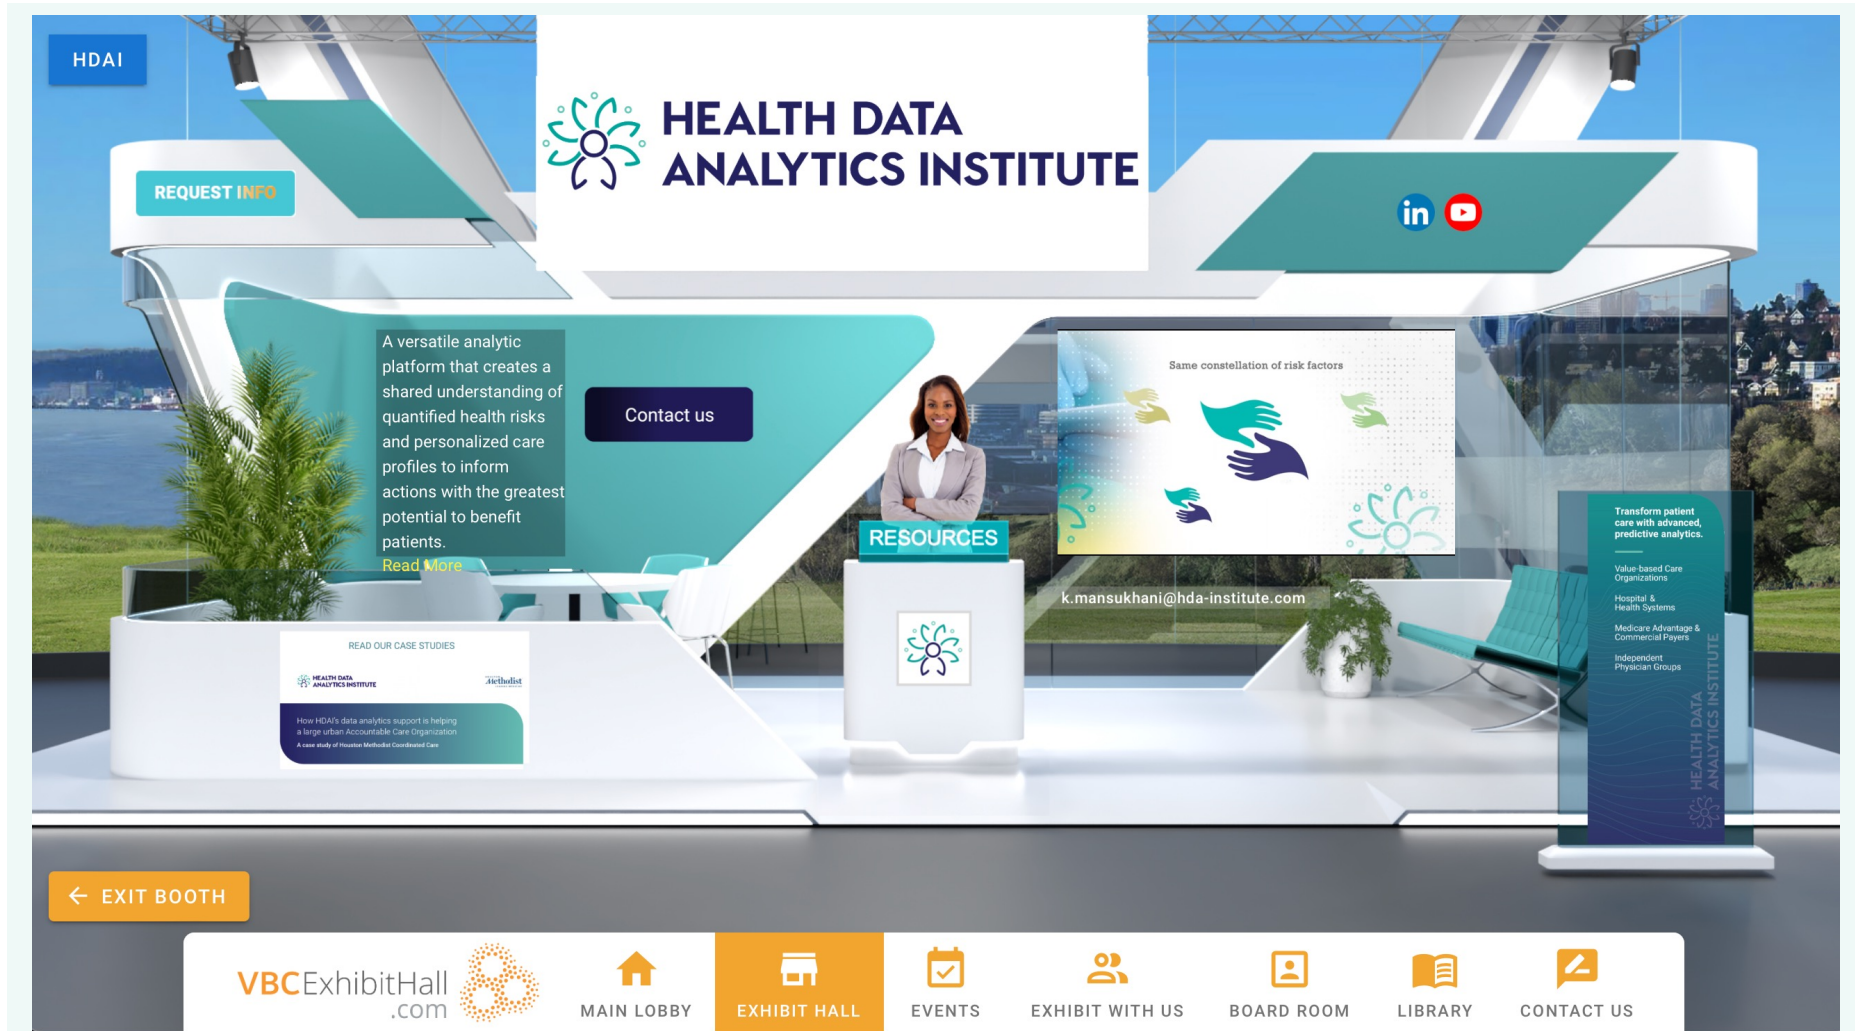 HDAI
HEALTH DATA
ANALYTICS INSTITUTE
REQUEST INFO
in
A versatile analytic
platform that creates a
shared understanding of
quantified health risks
and personalized care
profiles to inform
actions with the greatest
potential to benefit
patients.
Read More
Contact us
Same constellation of risk factors
RESOURCES
k.mansukhani@hda-institute.com
Transform patient
care with advanced,
predictive analytics.
Value-based Care
Organizations
Hospital &
Health Systems
Medicare Advantage &
Commercial Payers
Independent
Physician Groups
HEALTH DATA
ANALYTICS INSTITUTE
READ OUR CASE STUDIES
HEALTH DATA
ANALYTICS INSTITUTE
Methodist
How HDAI's data analytics support is helping
a large urban Accountable Care Organization
A case study of Houston Methodist Coordinated Care
EXIT BOOTH
VBCExhibitHall
.com
MAIN LOBBY
EXHIBIT HALL
EVENTS
EXHIBIT WITH US
BOARD ROOM
LIBRARY
CONTACT US